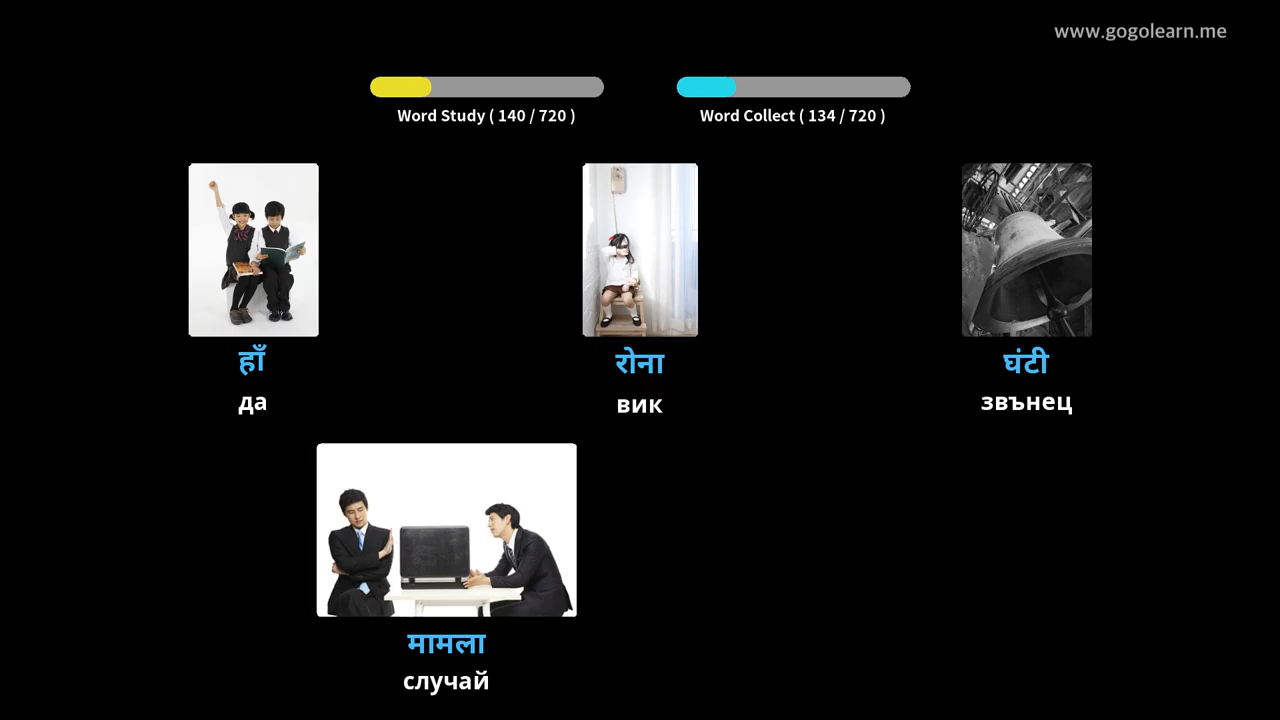 www.gogolearn.me
Word Study ( 140 / 720 )
Word Collect ( 134 / 720 )
हाँ
रोना
घंटी
да
вик
звънец
मामला
случай